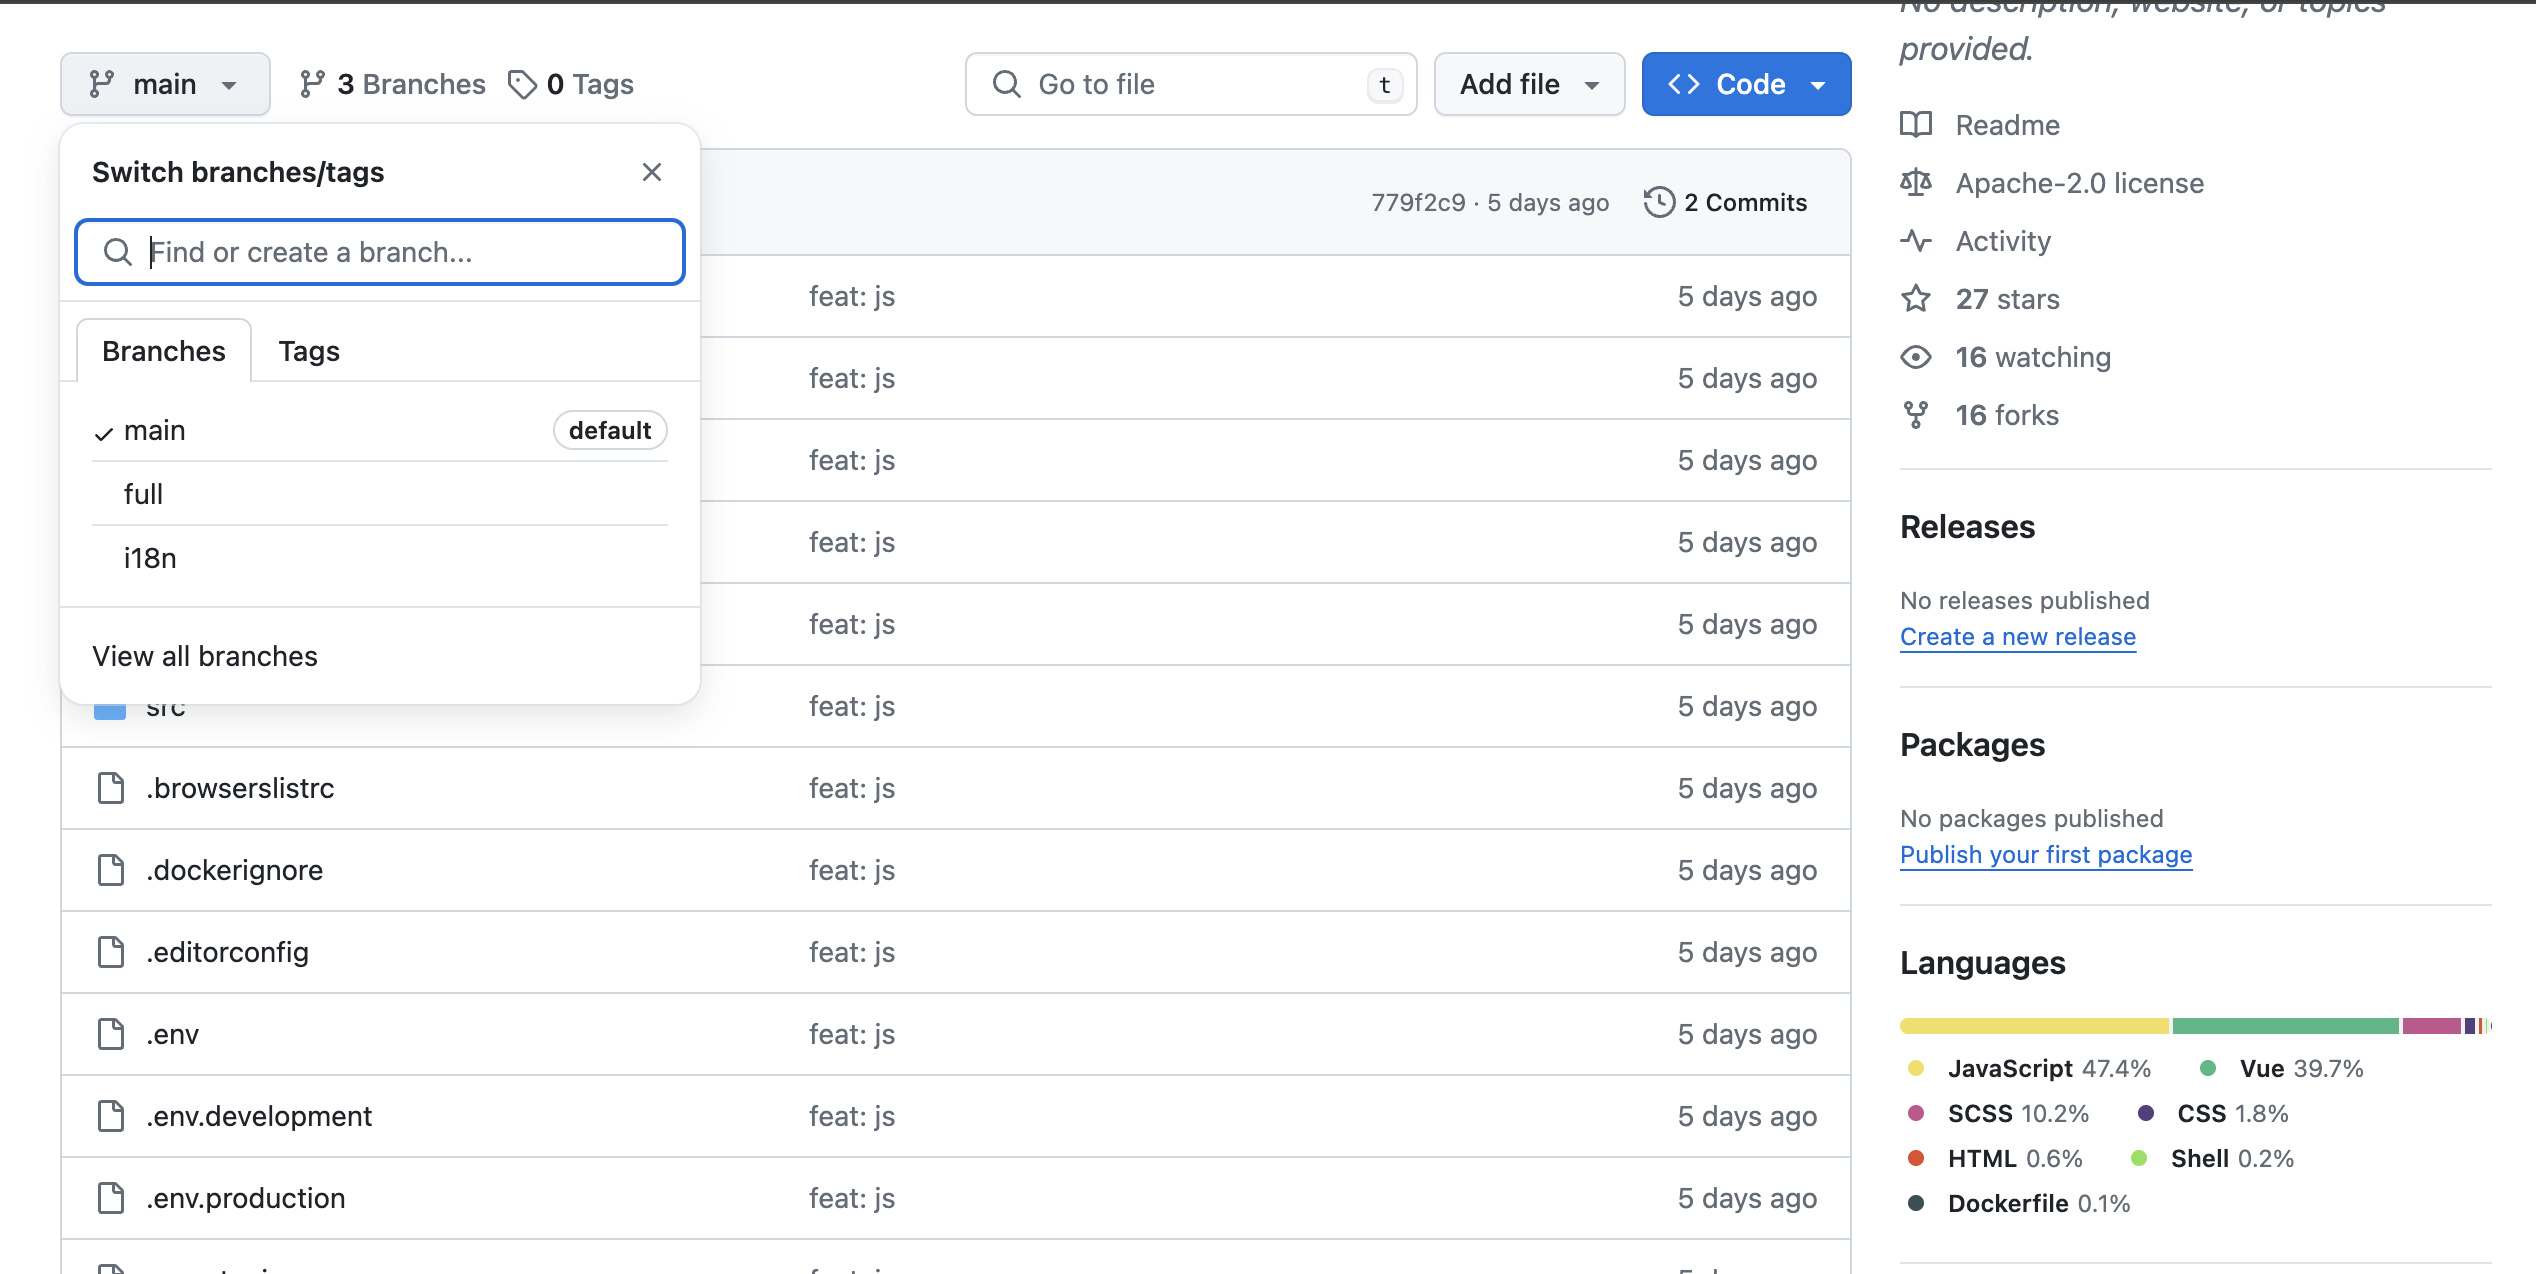 No description, website, or topics
provided.
main
3 Branches
0 Tags
Go to file
t
Add file
Code
Switch branches/tags
Find or create a branch...
Branches
Tags
main
default
full
i18n
View all branches
779f2c9 · 5 days ago
2 Commits
feat: js
5 days ago
feat: js
5 days ago
feat: js
5 days ago
feat: js
5 days ago
feat: js
5 days ago
src
feat: js
5 days ago
.browserslistrc
feat: js
5 days ago
.dockerignore
feat: js
5 days ago
.editorconfig
feat: js
5 days ago
.env
feat: js
5 days ago
.env.development
feat: js
5 days ago
.env.production
feat: js
5 days ago
Readme
Apache-2.0 license
Activity
27 stars
16 watching
16 forks
Releases
No releases published
Create a new release
Packages
No packages published
Publish your first package
Languages
JavaScript 47.4%
Vue 39.7%
SCSS 10.2%
CSS 1.8%
HTML 0.6%
Shell 0.2%
Dockerfile 0.1%